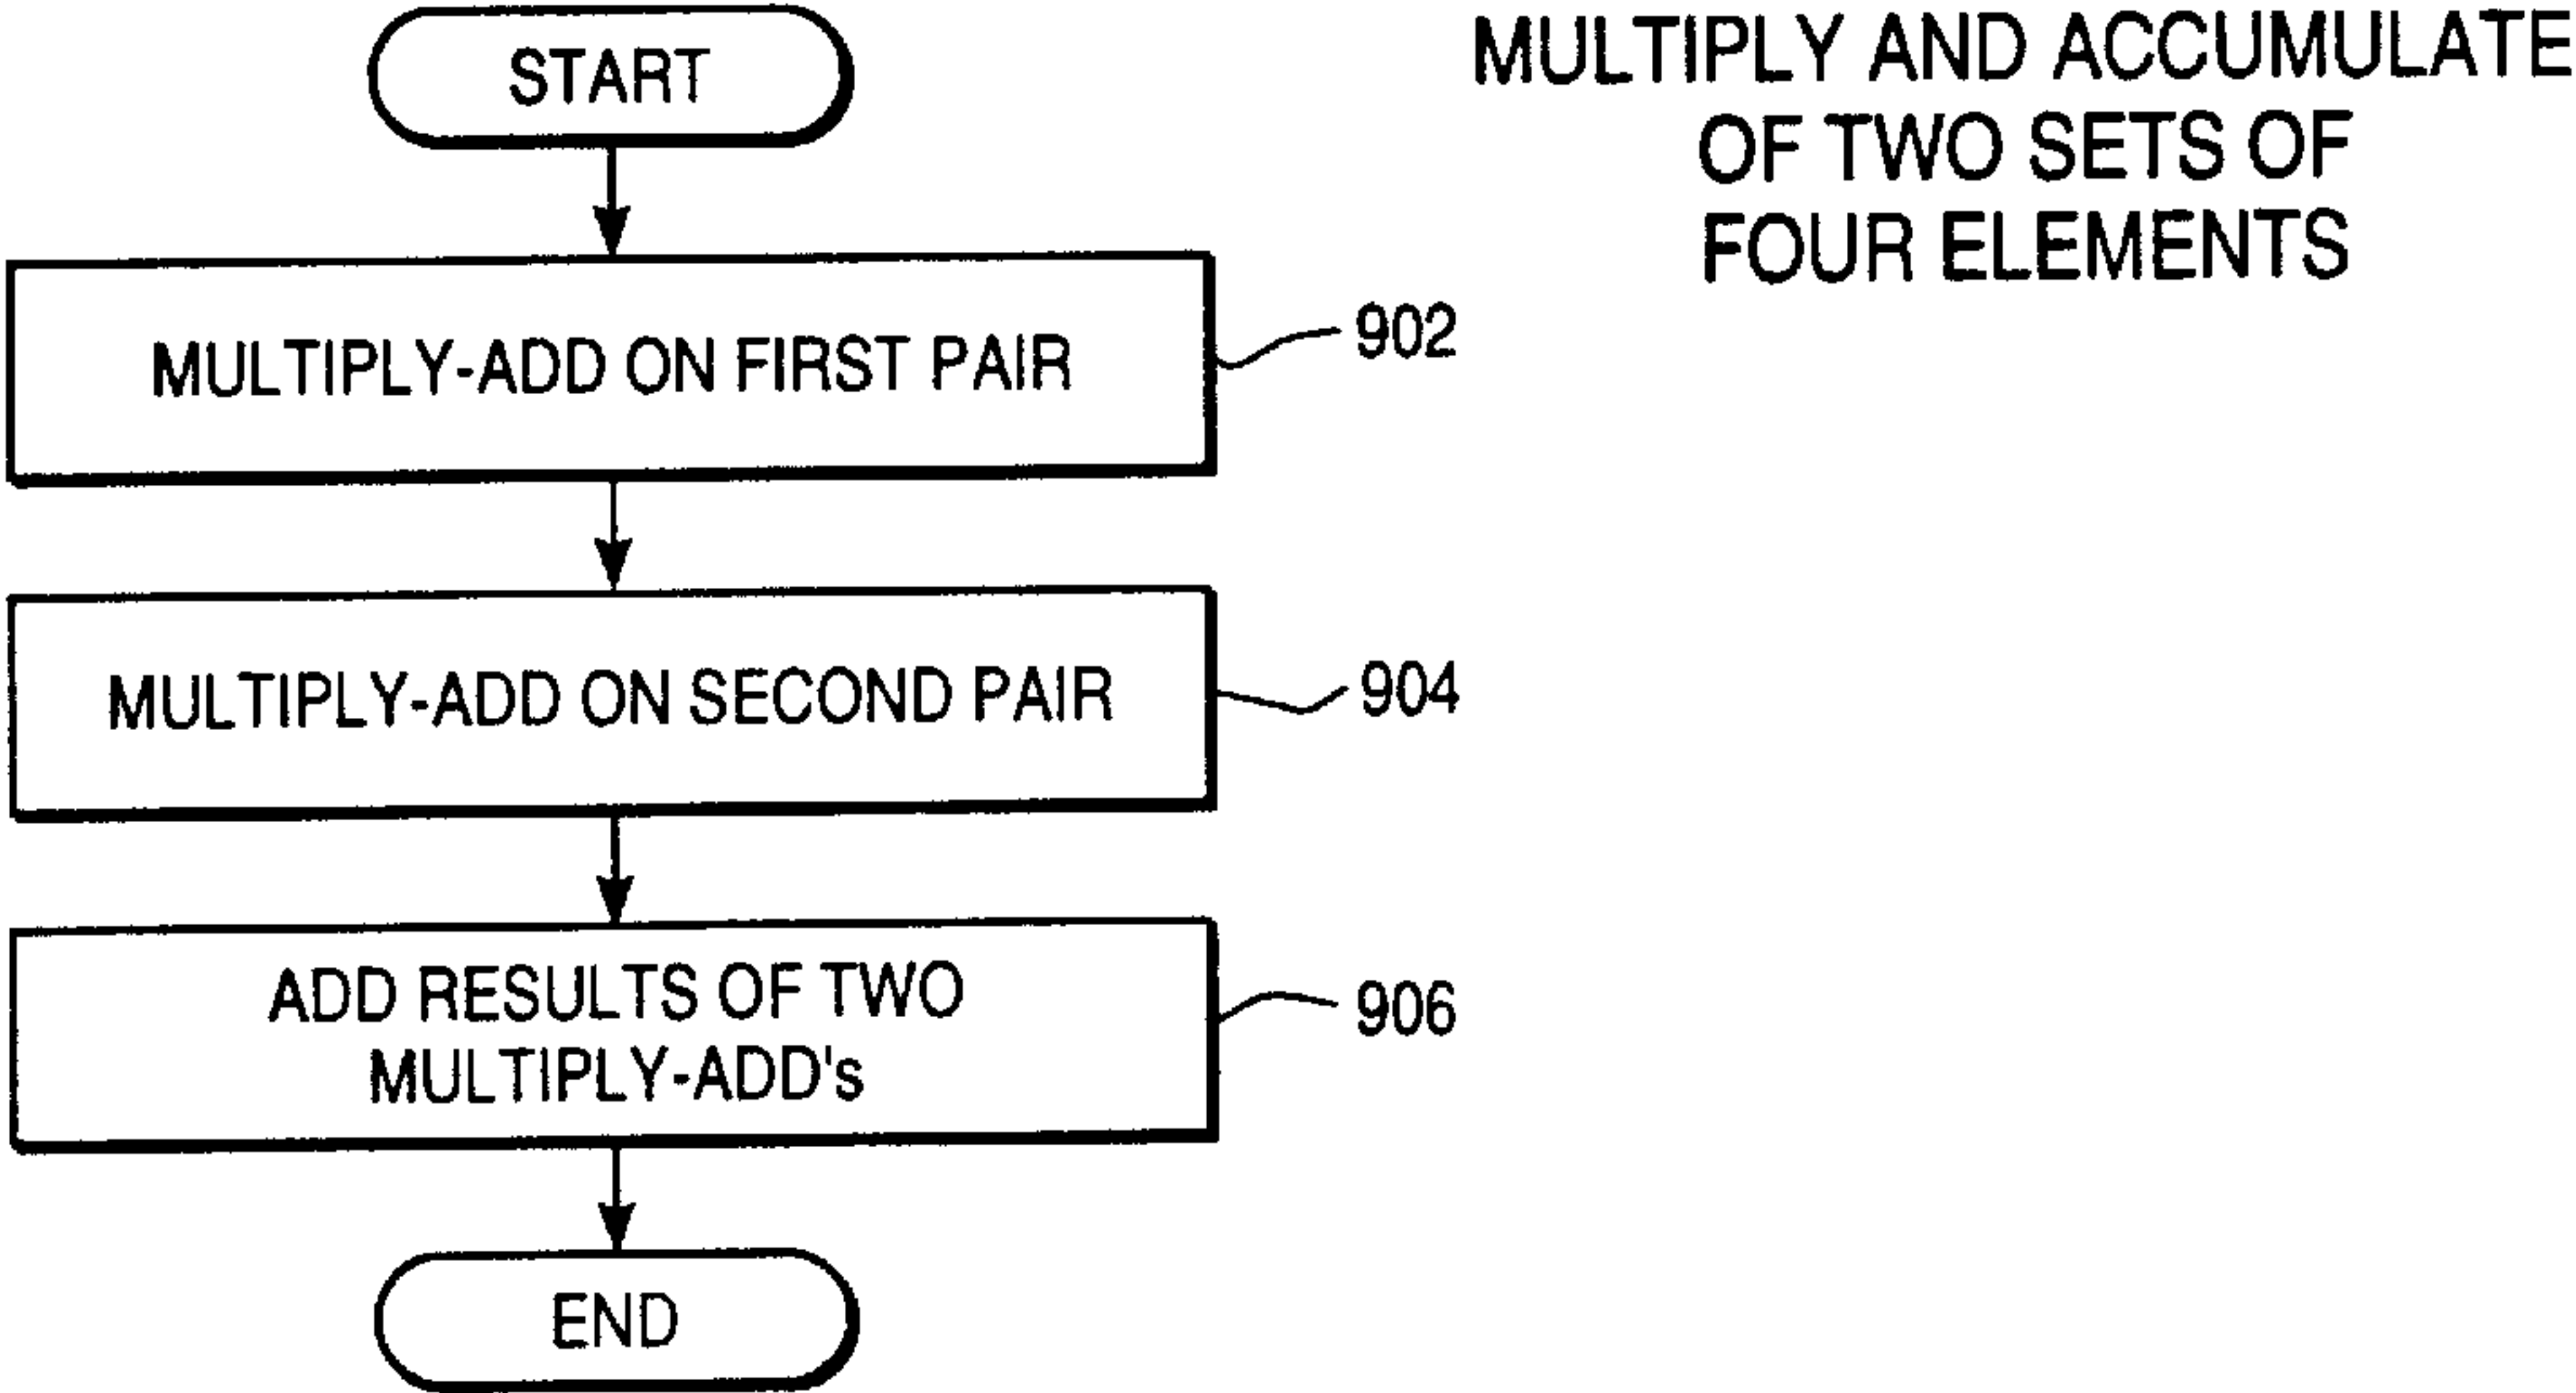 START
MULTIPLY AND ACCUMULATE
OF TWO SETS OF
FOUR ELEMENTS
MULTIPLY-ADD ON FIRST PAIR
902
MULTIPLY-ADD ON SECOND PAIR
904
ADD RESULTS OF TWO
MULTIPLY-ADD's
906
END